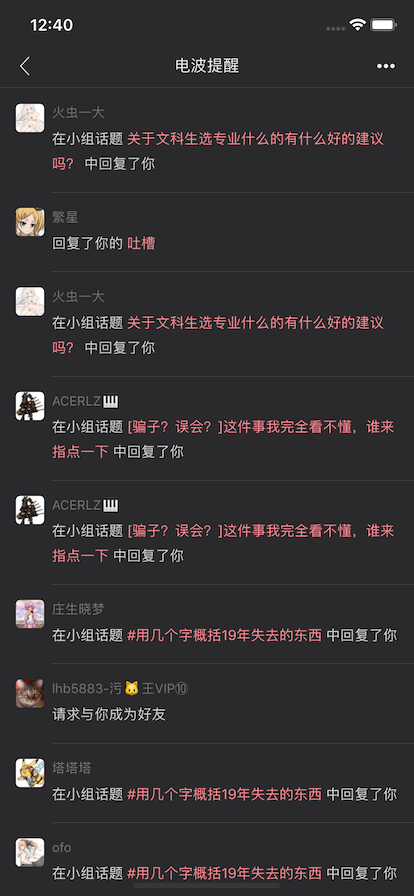 12:40
电波提醒
火虫一大
在小组话题 关于文科生选专业什么的有什么好的建议
吗？ 中回复了你
繁星
回复了你的 吐槽
火虫一大
在小组话题 关于文科生选专业什么的有什么好的建议
吗？ 中回复了你
ACERLZ🎹
在小组话题 [骗子？误会？]这件事我完全看不懂，谁来
指点一下 中回复了你
ACERLZ🎹
在小组话题 [骗子？误会？]这件事我完全看不懂，谁来
指点一下 中回复了你
庄生晓梦
在小组话题 #用几个字概括19年失去的东西 中回复了你
lhb5883-污🐱王VIP⑩
请求与你成为好友
塔塔塔
在小组话题 #用几个字概括19年失去的东西 中回复了你
ofo
在小组话题 #用几个字概括19年失去的东西 中回复了你